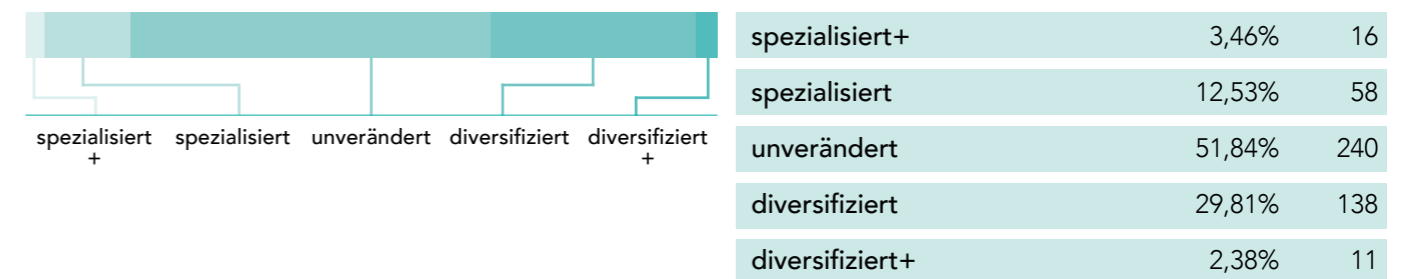 spezialisiert
+
spezialisiert
unverändert
diversifiziert
diversifiziert
+
spezialisiert+ 3,46% 16
spezialisiert 12,53% 58
unverändert 51,84% 240
diversifiziert 29,81% 138
diversifiziert+ 2,38% 11